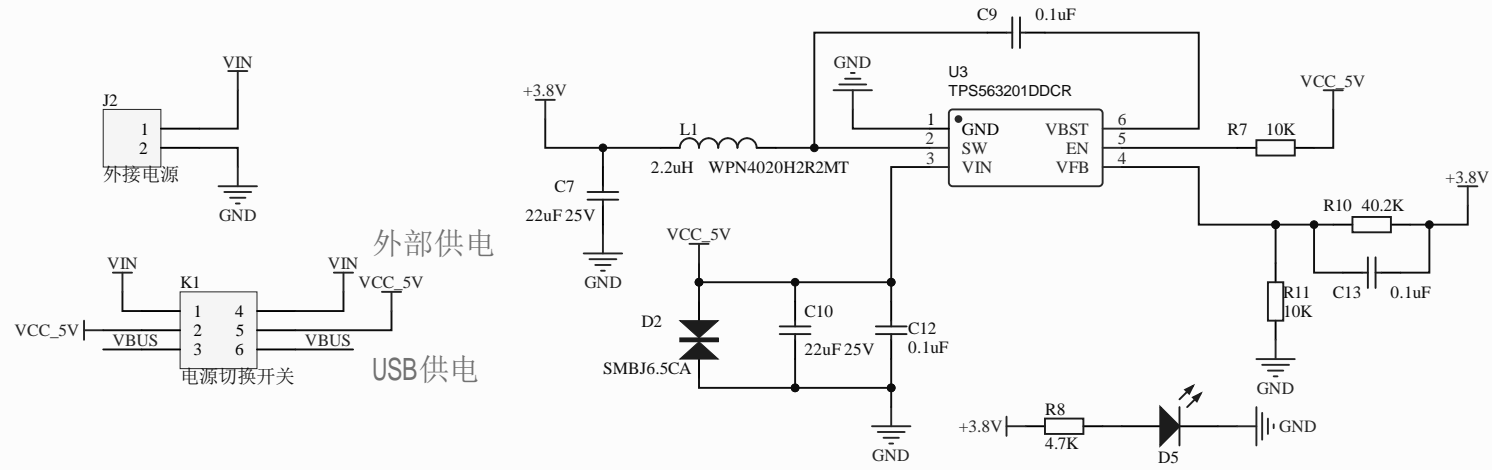 VIN
J2
1
2
外接电源
GND
外部供电
VIN
VIN
K1
VCC_5V
1
4
VCC_5V
2
5
VBUS
3
6
VBUS
电源切换开关
USB供电
C9
0.1uF
GND
U3
TPS563201DDCR
+3.8V
VCC_5V
1
GND
VBST
6
L1
2
SW
EN
5
R7
10K
2.2uH
WPN4020H2R2MT
3
VIN
VFB
4
C7
22uF 25V
GND
+3.8V
R10
40.2K
C13
0.1uF
R11
10K
GND
VCC_5V
D2
SMBJ6.5CA
C10
22uF 25V
C12
0.1uF
GND
+3.8V
R8
4.7K
D5
GND